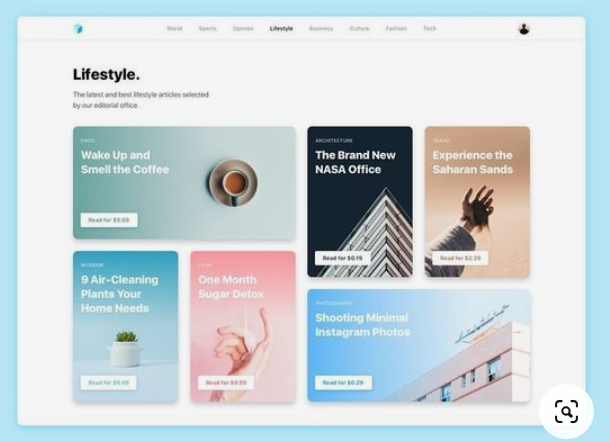 World Sports Opinion Lifestyle Business Culture Fashion Tech
Lifestyle.
The latest and best lifestyle articles selected
by our editorial office.
FOOD
Wake Up and
Smell the Coffee
Read for $0.99
ARCHITECTURE
The Brand New
NASA Office
Read for $0.19
TRAVEL
Experience the
Saharan Sands
Read for $2.29
INTERIOR
9 Air-Cleaning
Plants Your
Home Needs
Read for
FOOD
One Month
Sugar Detox
Read for
PHOTOGRAPHY
Shooting Minimal
Instagram Photos
Read for $0.29